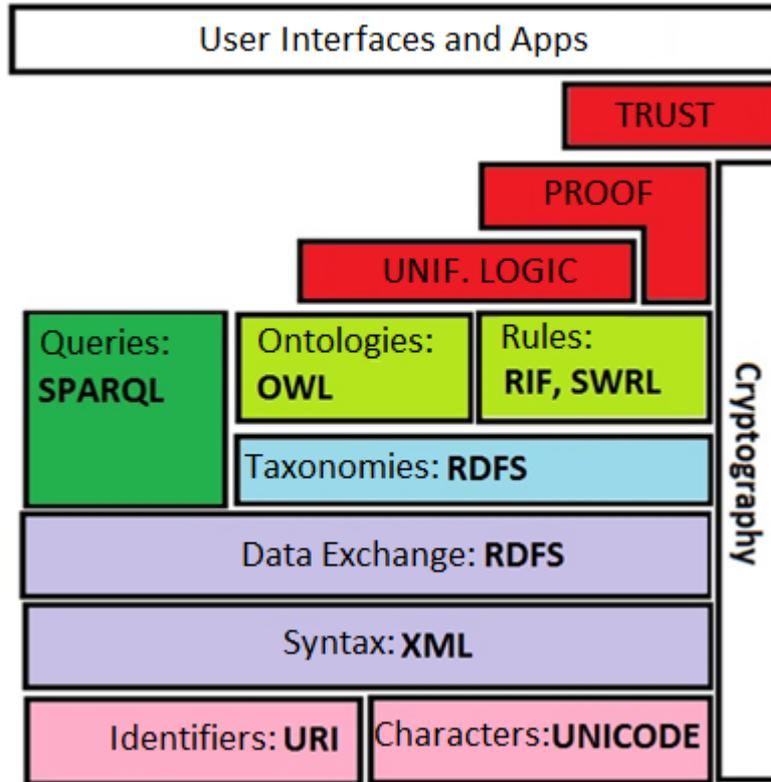 User Interfaces and Apps
TRUST
PROOF
UNIF. LOGIC
Queries:
SPARQL
Ontologies:
OWL
Rules:
RIF, SWRL
Cryptography
Taxonomies: RDFS
Data Exchange: RDFS
Syntax: XML
Identifiers: URI
Characters:UNICODE